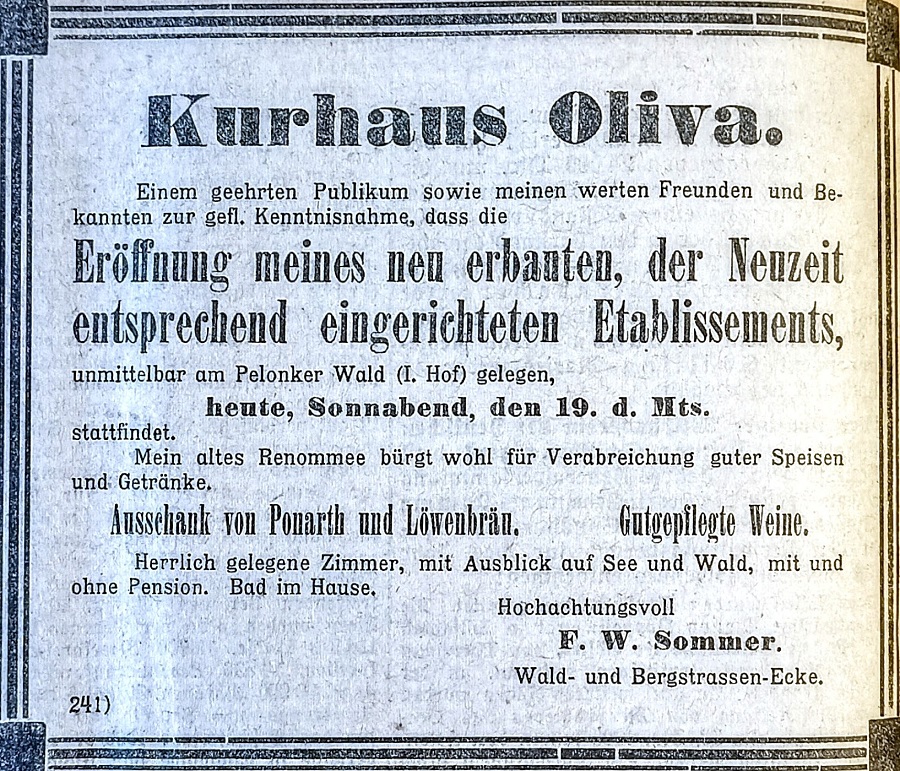 Kurhaus Oliva.
Einem geehrten Publikum sowie meinen werten Freunden und Be-
kannten zur gefl. Kenntnisnahme, dass die
Eröffnung meines neu erbauten, der Neuzeit
entsprechend eingerichteten Etablissements,
unmittelbar am Pelonker Wald (I. Hof) gelegen,
heute, Sonnabend, den 19. d. Mts.
stattfindet.
Mein altes Renommee bürgt wohl für Verabreichung guter Speisen
und Getränke.
Ausschank von Ponarth und Löwenbräu. Gutgepflegte Weine.
Herrlich gelegene Zimmer, mit Ausblick auf See und Wald, mit und
ohne Pension. Bad im Hause.
Hochachtungsvoll
F. W. Sommer.
Wald- und Bergstrassen-Ecke.
241)